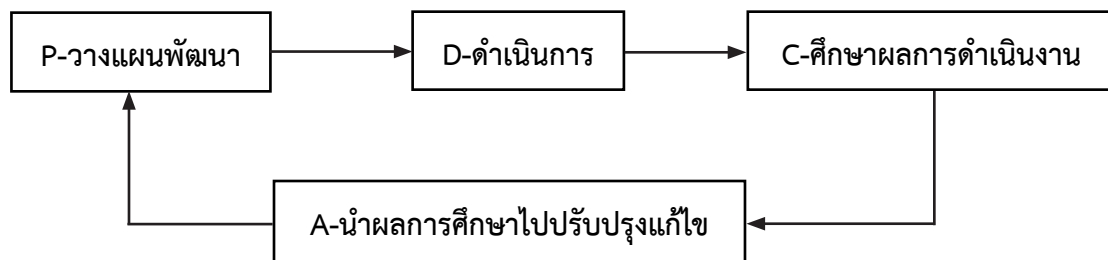 P-วางแผนพัฒนา
D-ดำเนินการ
C-ศึกษาผลการดำเนินงาน
A-นำผลการศึกษาไปปรับปรุงแก้ไข